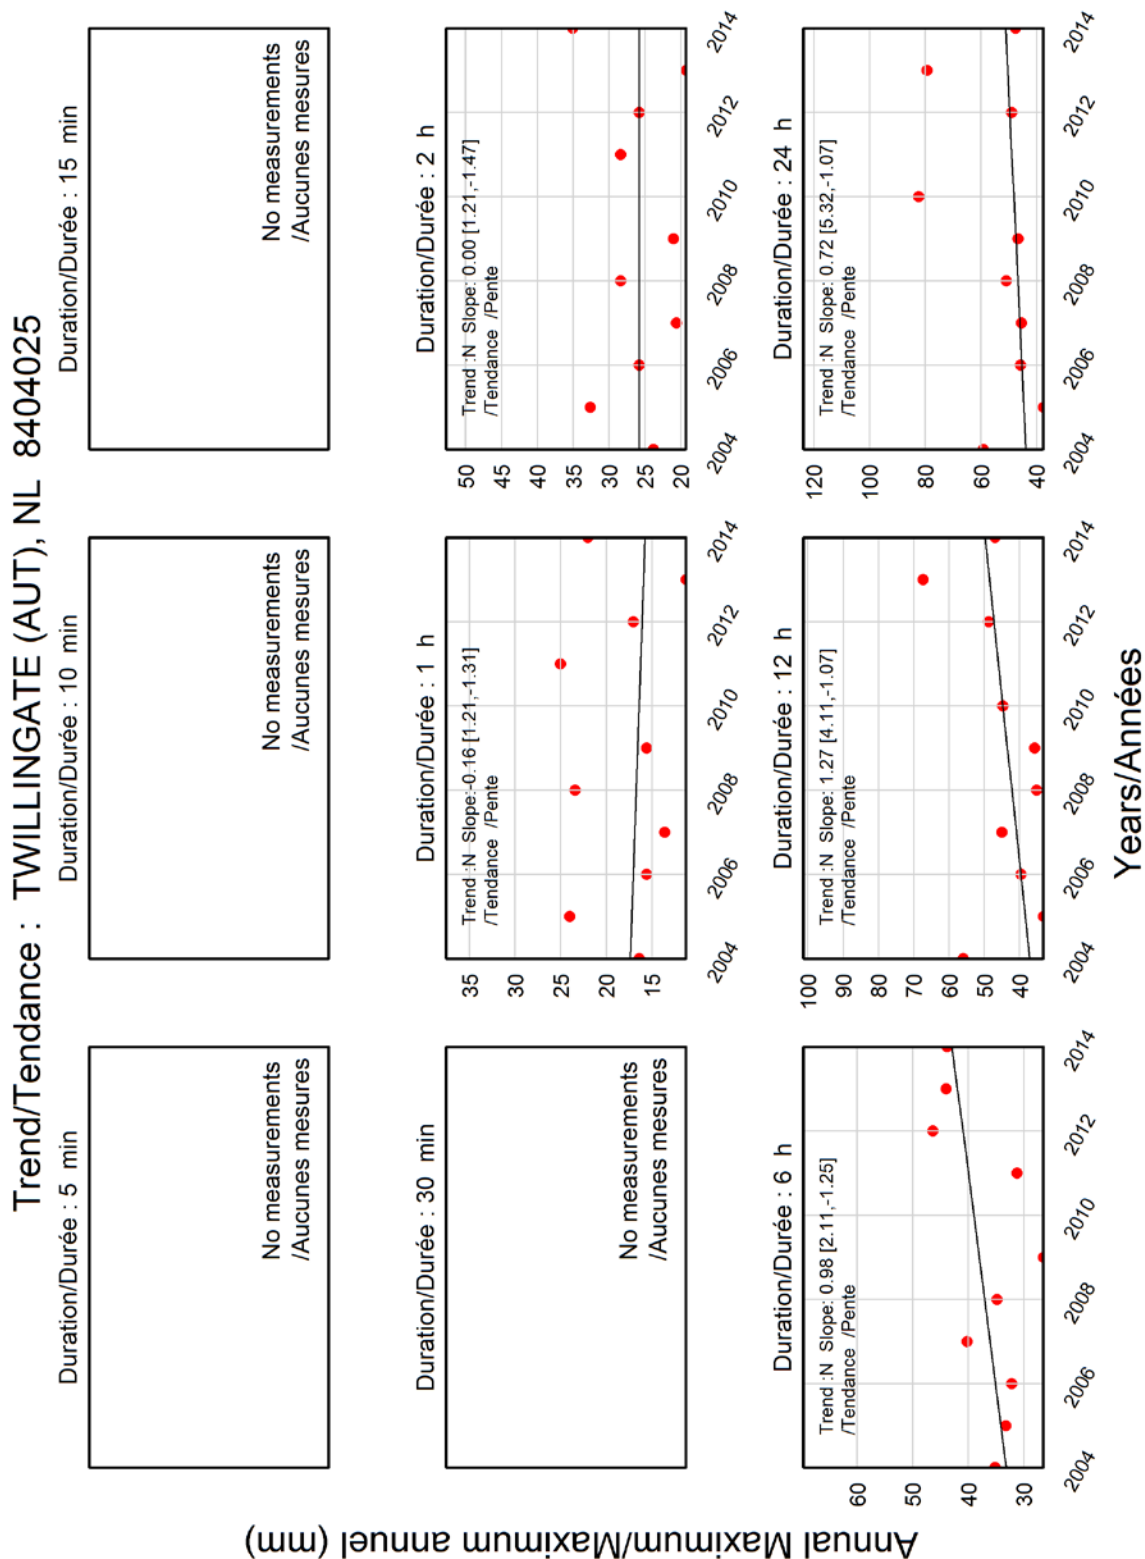 Trend/Tendance : TWILLINGATE (AUT), NL 8404025
Duration/Durée : 5 min
No measurements
/Aucunes mesures
Duration/Durée : 10 min
No measurements
/Aucunes mesures
Duration/Durée : 15 min
No measurements
/Aucunes mesures
Duration/Durée : 30 min
No measurements
/Aucunes mesures
Duration/Durée : 1 h
Trend :N Slope:-0.16 [1.21,-1.31]
/Tendance /Pente
35
30
25
20
15
2004 2006 2008 2010 2012 2014
Duration/Durée : 2 h
Trend :N Slope: 0.00 [1.21,-1.47]
/Tendance /Pente
50
45
40
35
30
25
20
2004 2006 2008 2010 2012 2014
Duration/Durée : 6 h
Trend :N Slope: 0.98 [2.11,-1.25]
/Tendance /Pente
60
50
40
30
2004 2006 2008 2010 2012 2014
Duration/Durée : 12 h
Trend :N Slope: 1.27 [4.11,-1.07]
/Tendance /Pente
100
90
80
70
60
50
40
2004 2006 2008 2010 2012 2014
Duration/Durée : 24 h
Trend :N Slope: 0.72 [5.32,-1.07]
/Tendance /Pente
120
100
80
60
40
2004 2006 2008 2010 2012 2014
Annual Maximum/Maximum annuel (mm)
Years/Années